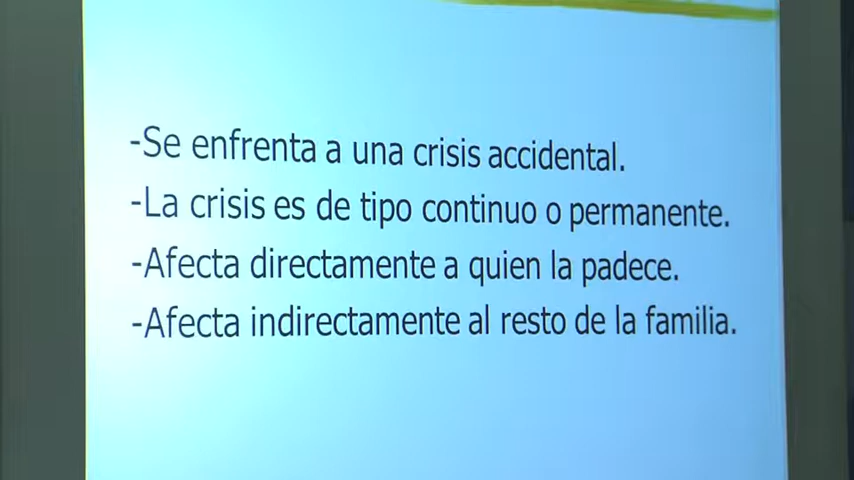 -Se enfrenta a una crisis accidental.
-La crisis es de tipo continuo o permanente.
-Afecta directamente a quien la padece.
-Afecta indirectamente al resto de la familia.